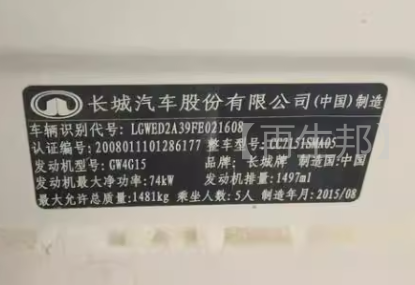 长城汽车股份有限公司(中国)制造
车辆识别代号: LGWED2A39FE021608
认证编号: 2008011101286177 整车型号: CC7151SMA05
发动机型号: GW4G15 品牌: 长城牌 制造国:中国
发动机最大净功率: 74kW 发动机排量: 1497ml
最大允许总质量: 1481kg 乘坐人数: 5人 制造年月: 2015/08
【再生邦】